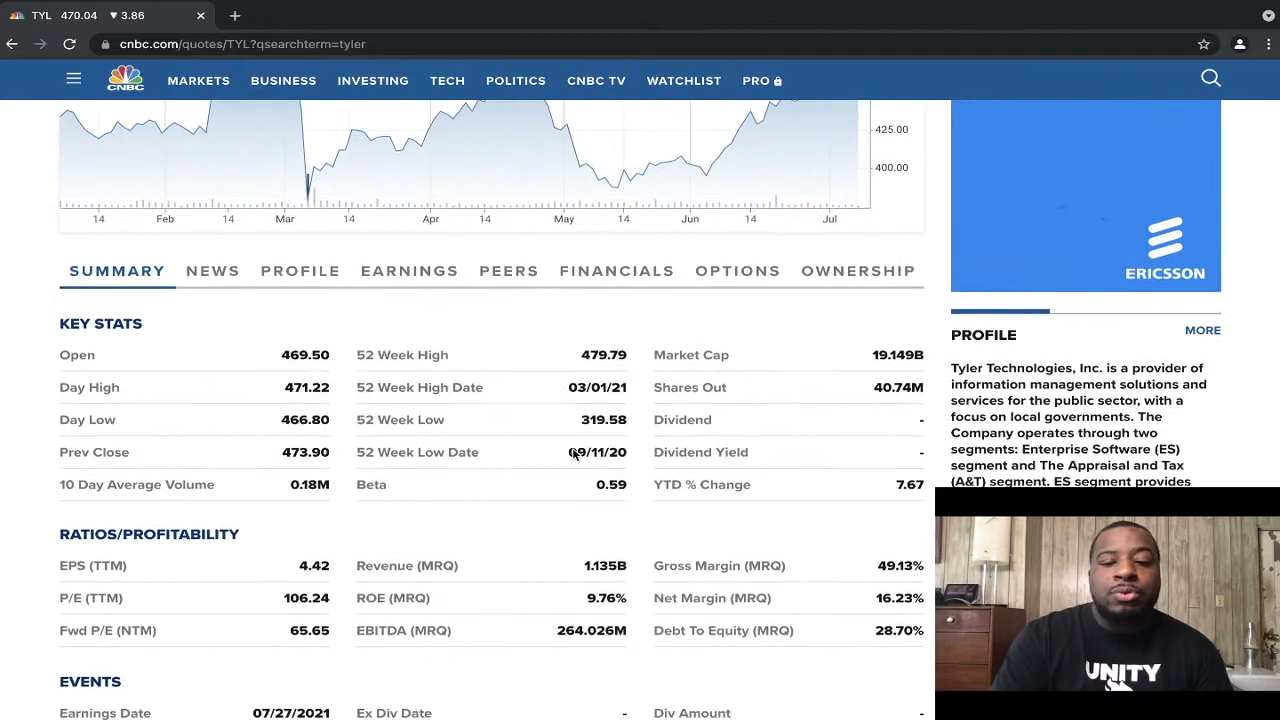 TYL 470.04 ▼ 3.86
cnbc.com/quotes/TYL?qsearchterm=tyler
CNBC
MARKETS BUSINESS INVESTING TECH POLITICS CNBC TV WATCHLIST PRO
425.00
400.00
14 Feb 14 Mar 14 Apr 14 May 14 Jun 14 Jul
ERICSSON
SUMMARY NEWS PROFILE EARNINGS PEERS FINANCIALS OPTIONS OWNERSHIP
KEY STATS
Open 469.50 52 Week High 479.79 Market Cap 19.149B
Day High 471.22 52 Week High Date 03/01/21 Shares Out 40.74M
Day Low 466.80 52 Week Low 319.58 Dividend -
Prev Close 473.90 52 Week Low Date 09/11/20 Dividend Yield -
10 Day Average Volume 0.18M Beta 0.59 YTD % Change 7.67
RATIOS/PROFITABILITY
EPS (TTM) 4.42 Revenue (MRQ) 1.135B Gross Margin (MRQ) 49.13%
P/E (TTM) 106.24 ROE (MRQ) 9.76% Net Margin (MRQ) 16.23%
Fwd P/E (NTM) 65.65 EBITDA (MRQ) 264.026M Debt To Equity (MRQ) 28.70%
EVENTS
Earnings Date 07/27/2021 Ex Div Date - Div Amount -
PROFILE MORE
Tyler Technologies, Inc. is a provider of
information management solutions and
services for the public sector, with a
focus on local governments. The
Company operates through two
segments: Enterprise Software (ES)
segment and The Appraisal and Tax
(A&T) segment. ES segment provides
UNITY